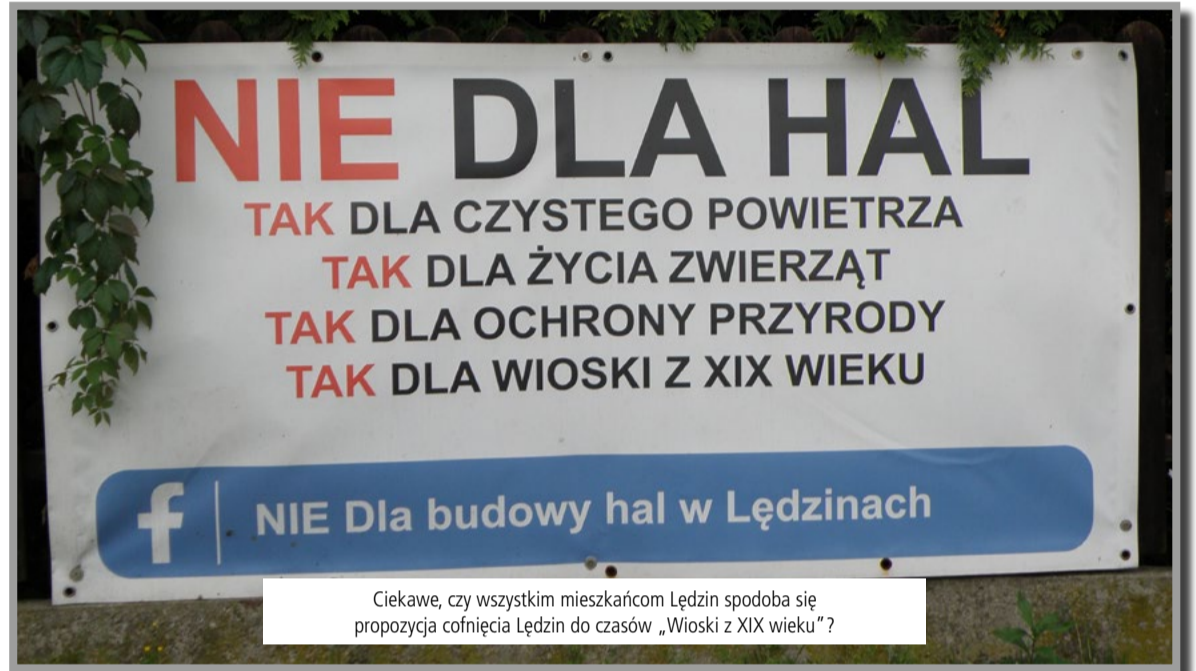 NIE DLA HAL
TAK DLA CZYSTEGO POWIETRZA
TAK DLA ŻYCIA ZWIERZĄT
TAK DLA OCHRONY PRZYRODY
TAK DLA WIOSKI Z XIX WIEKU
f | NIE Dla budowy hal w Lędzinach
Ciekawe, czy wszystkim mieszkańcom Lędzin spodoba się
propozycja cofnięcia Lędzin do czasów „Wioski z XIX wieku”?